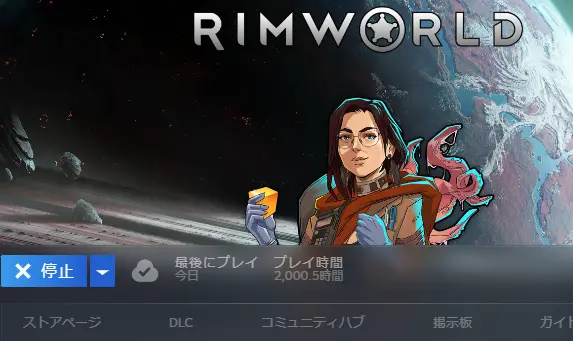 RIMWORLD
停止
最後にプレイ プレイ時間
今日 2,000.5時間
ストアページ DLC コミュニティハブ 掲示板 ガイド